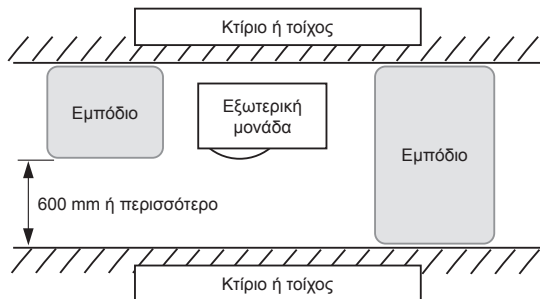 Κτίριο ή τοίχος
Εμπόδιο
Εξωτερική
μονάδα
Εμπόδιο
600 mm ή περισσότερο
Κτίριο ή τοίχος